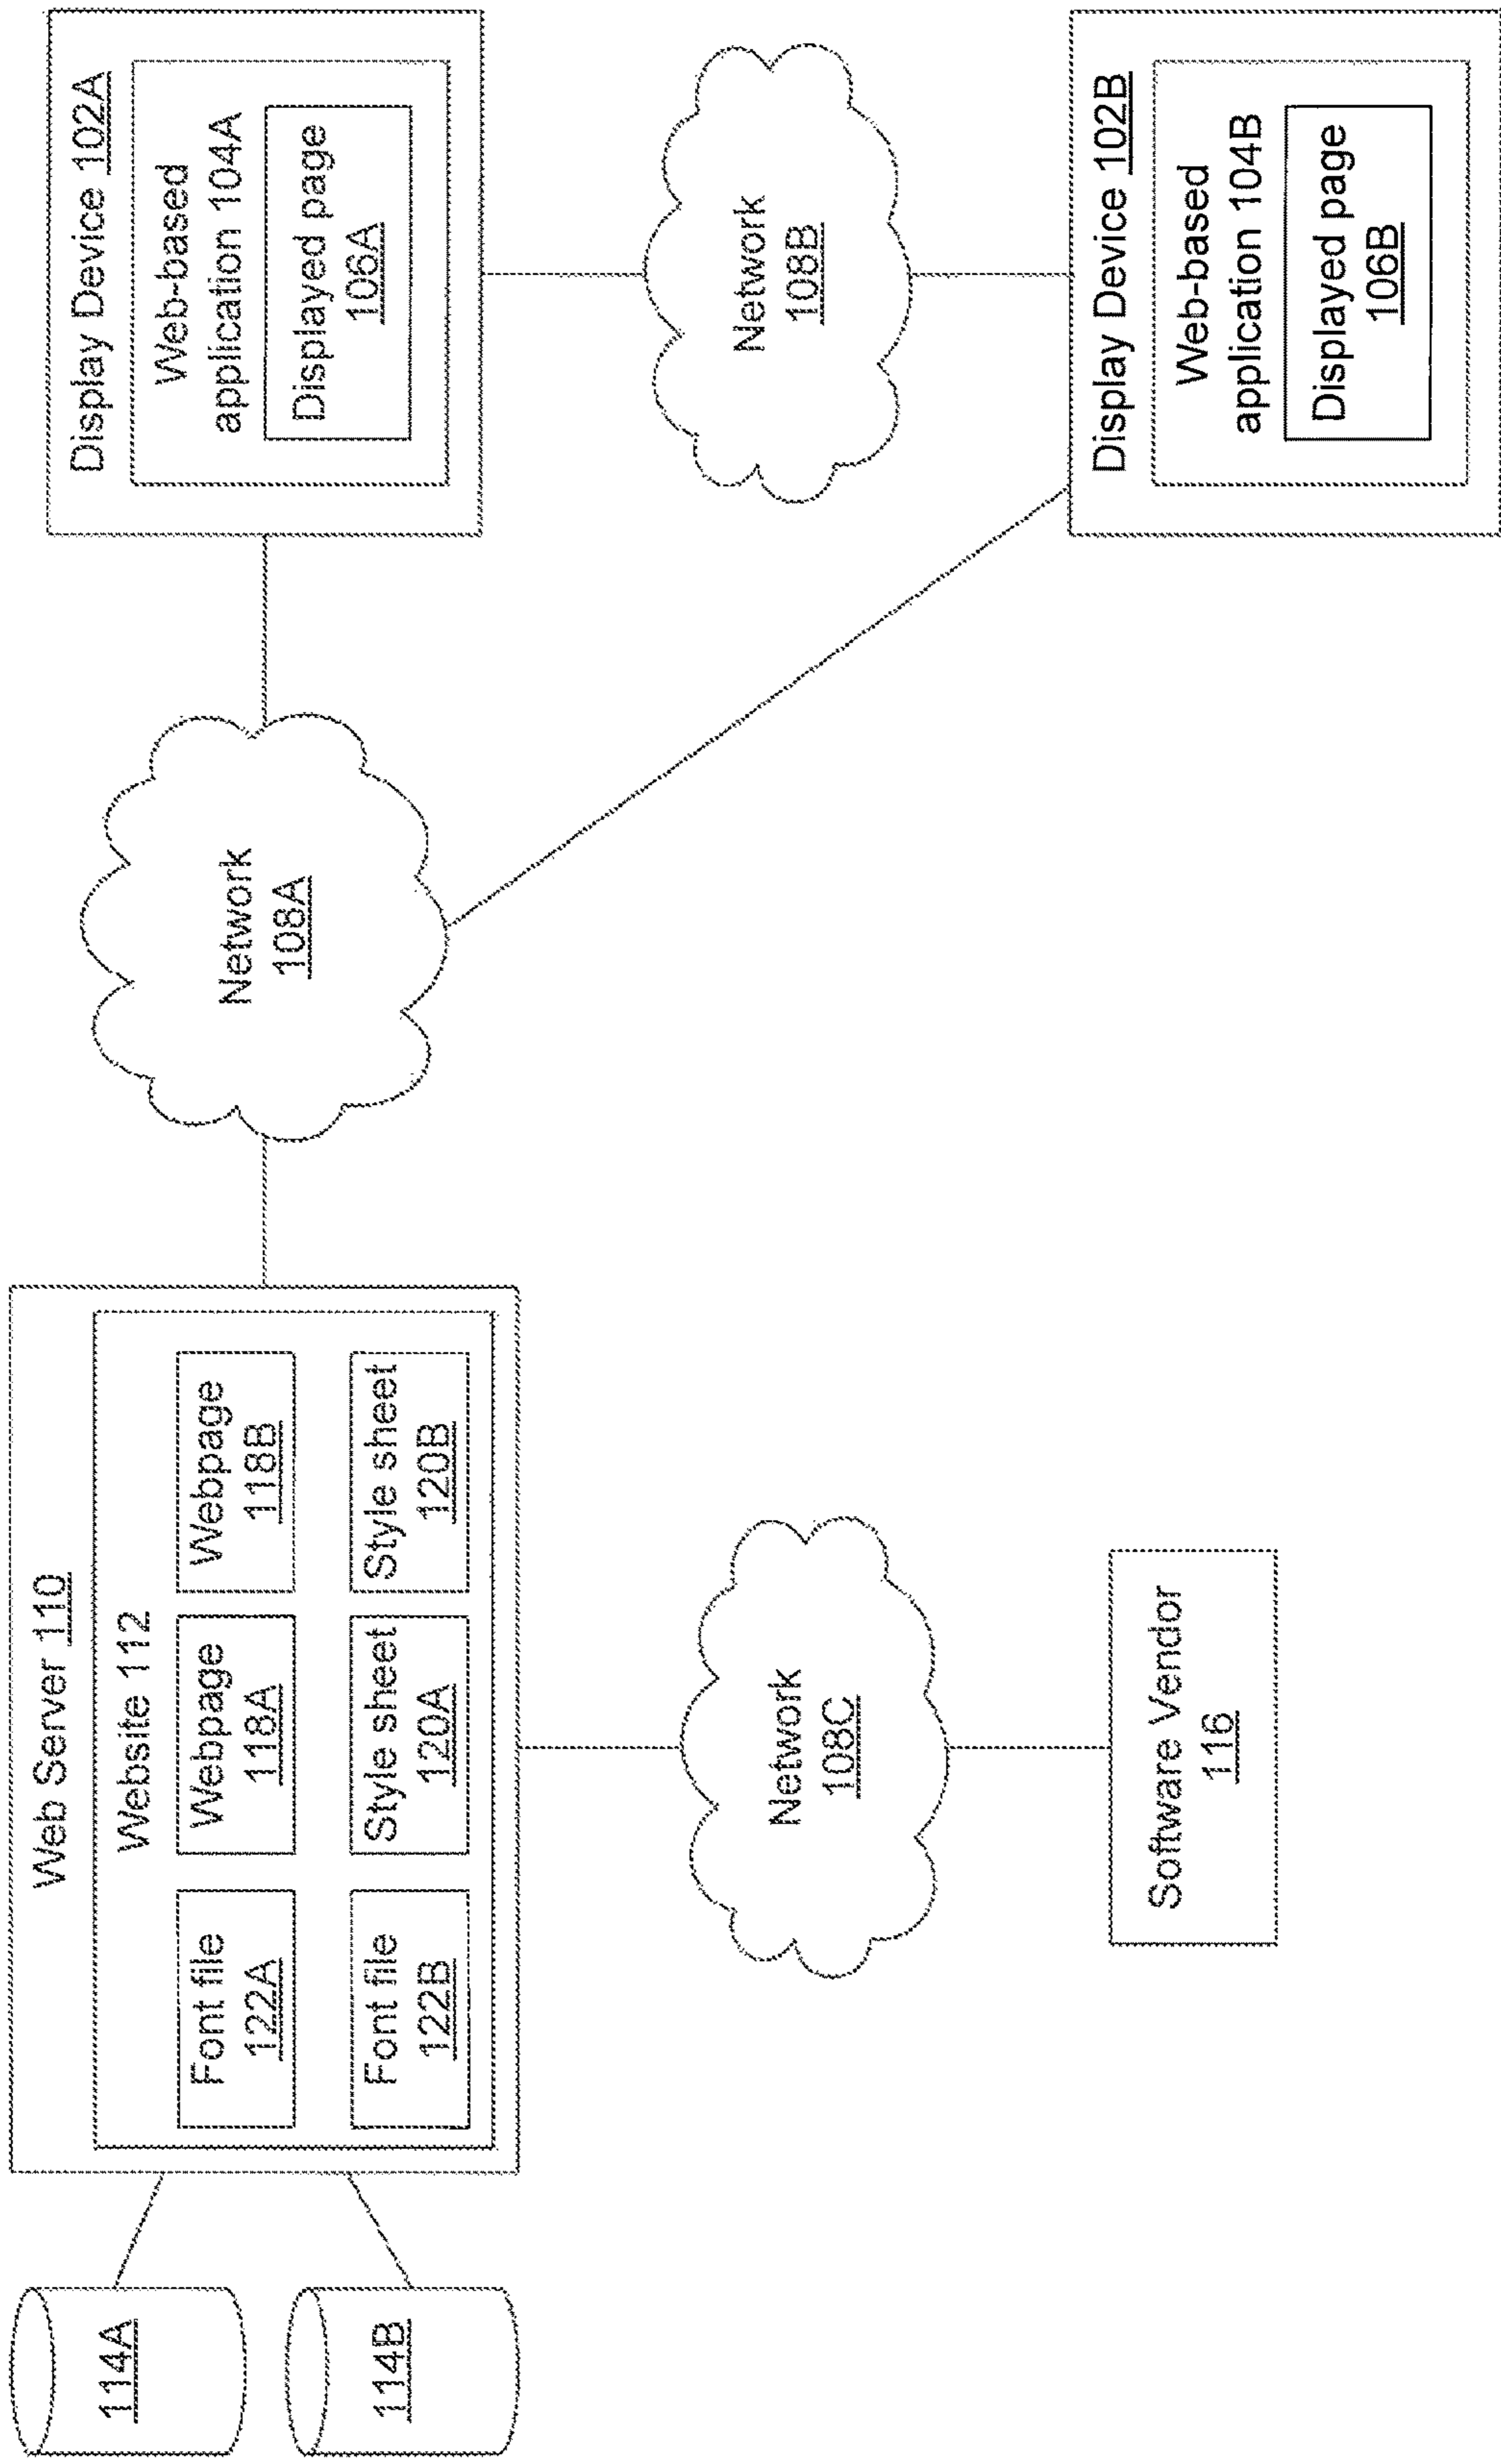 114A
114B
Web Server 110
Website 112
Font file
122A
Webpage
118A
Webpage
118B
Font file
122B
Style sheet
120A
Style sheet
120B
Network
108A
Display Device 102A
Web-based
application 104A
Displayed page
106A
Network
108C
Network
108B
Software Vendor
116
Display Device 102B
Web-based
application 104B
Displayed page
106B